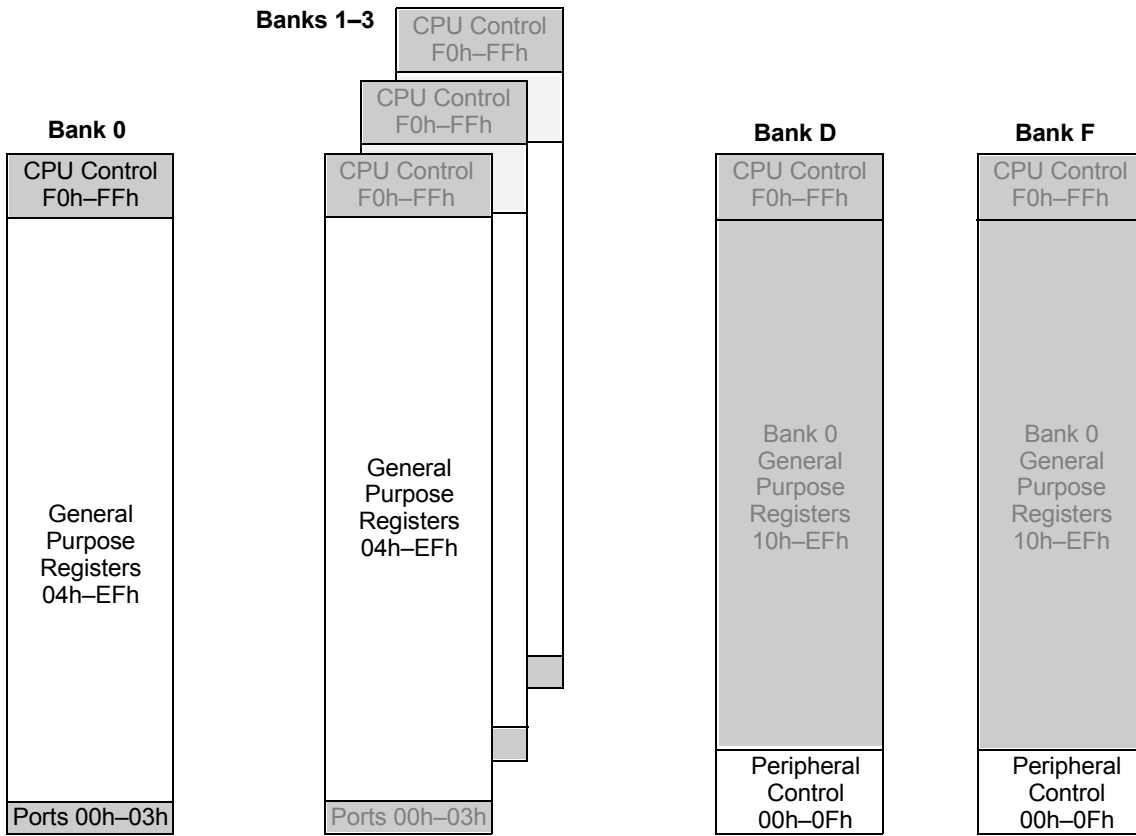 Banks 1–3
CPU Control
F0h–FFh
CPU Control
F0h–FFh
Bank 0
CPU Control
F0h–FFh
General
Purpose
Registers
04h–EFh
Ports 00h–03h
CPU Control
F0h–FFh
General
Purpose
Registers
04h–EFh
Ports 00h–03h
Bank D
CPU Control
F0h–FFh
Bank 0
General
Purpose
Registers
10h–EFh
Peripheral
Control
00h–0Fh
Bank F
CPU Control
F0h–FFh
Bank 0
General
Purpose
Registers
10h–EFh
Peripheral
Control
00h–0Fh